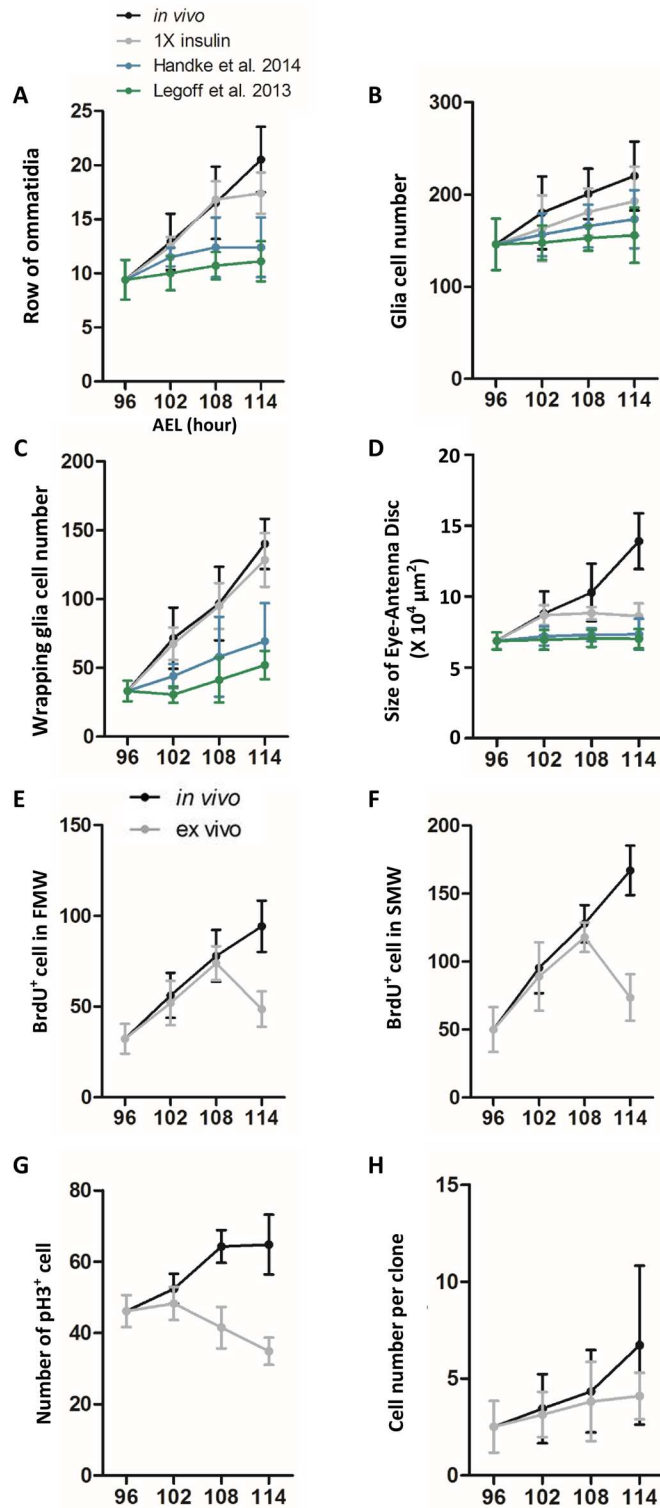 in vivo
1X insulin
Handke et al. 2014
Legoff et al. 2013
A
Row of ommatidia
25
20
15
10
5
0
96 102 108 114
AEL (hour)
B
Glia cell number
300
200
100
0
96 102 108 114
C
Wrapping glia cell number
200
150
100
50
0
96 102 108 114
D
Size of Eye-Antenna Disc
(X 10⁴ µm²)
20
15
10
5
0
96 102 108 114
E
in vivo
ex vivo
BrdU⁺ cell in FMW
150
100
50
0
96 102 108 114
F
BrdU⁺ cell in SMW
200
150
100
50
0
96 102 108 114
G
Number of pH3⁺ cell
80
60
40
20
0
96 102 108 114
H
Cell number per clone
15
10
5
0
96 102 108 114